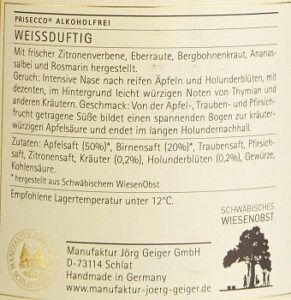 PRISECCO® ALKOHOLFREI
WEISSDUFTIG
Mit frischer Zitronenverbene, Eberraute, Bergbohnenkraut, Ananas-
salbei und Rosmarin hergestellt.
Geruch: Intensive Nase nach reifen Äpfeln und Holunderblüten, mit
dezenten, im Hintergrund leicht würzigen Noten von Thymian und
anderen Kräutern. Geschmack: Von der Apfel-, Trauben- und Pfirsich-
frucht getragene Süße bildet einen spannenden Bogen zur kräuter-
würzigen Apfelsäure und endet im langen Holundernachhall.
Zutaten: Apfelsaft (50%)*, Birnensaft (20%)*, Traubensaft, Pfirsich-
saft, Zitronensaft, Kräuter (0,2%), Holunderblüten (0,2%), Gewürze,
Kohlensäure.
*hergestellt aus Schwäbischem WiesenObst
Empfohlene Lagertemperatur unter 12°C.
SCHWÄBISCHES
WIESENOBST
Manufaktur Jörg Geiger GmbH
D-73114 Schlat
Handmade in Germany
www.manufaktur-joerg-geiger.de
MANUFAKTUR JÖRG GEIGER